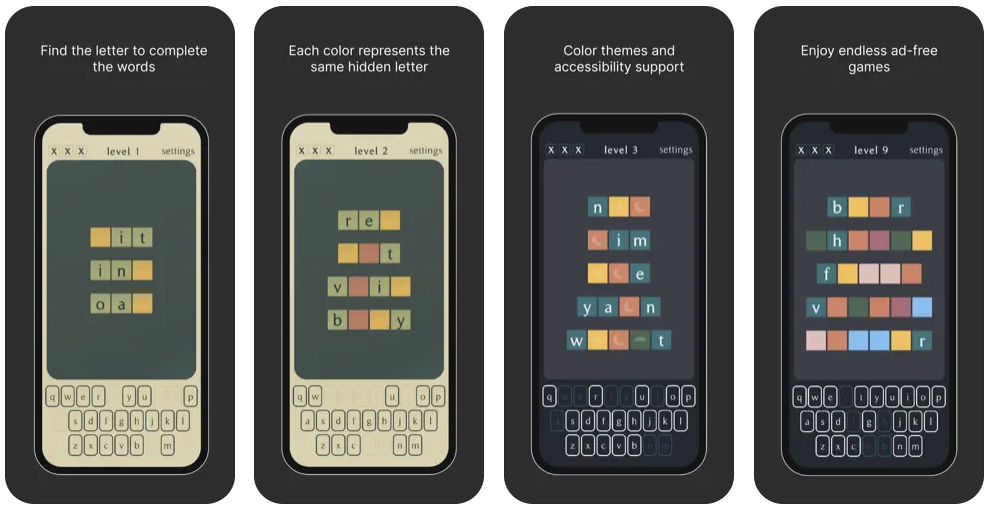 Find the letter to complete
the words
x x x level 1 settings
i t
i n
o a
q w e r y u p
s d f g h j k l
z x c v b m
Each color represents the
same hidden letter
x x x level 2 settings
r e
t
v i
b y
q w u o p
a s d f g h j k l
z x c n m
Color themes and
accessibility support
x x x level 3 settings
n
i m
e
y a n
w t
q r u o p
s d f g h j k l
z x c v b
Enjoy endless ad-free
games
x x x level 9 settings
b r
h
f
v
r
q w e t y u i o p
a s d g j k l
z x c v b n m